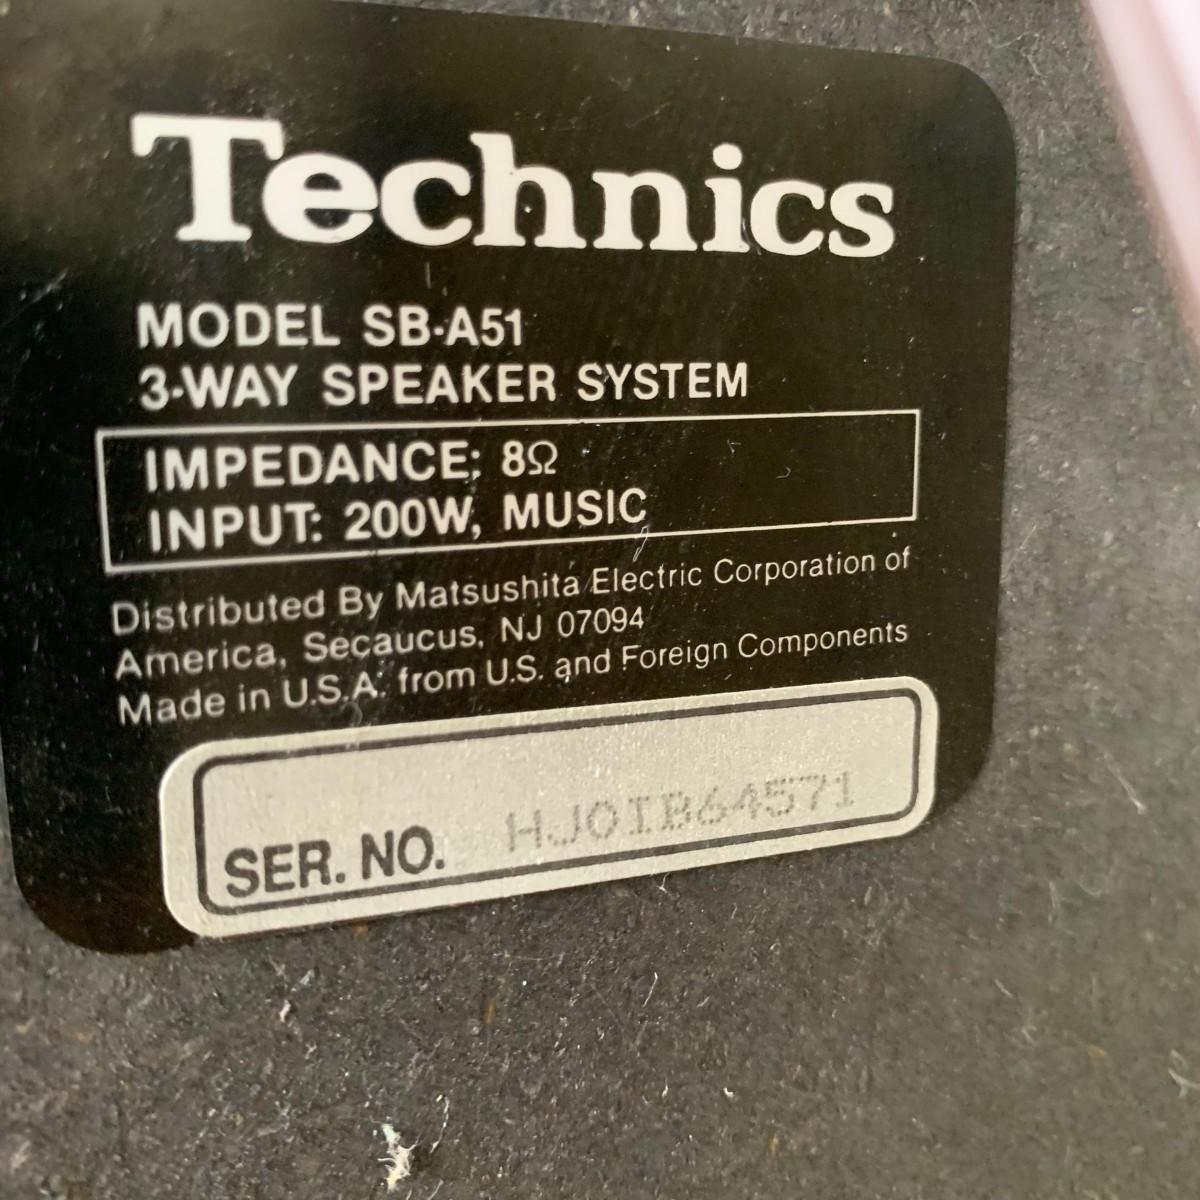 Technics
MODEL SB-A51
3-WAY SPEAKER SYSTEM
IMPEDANCE: 8Ω
INPUT: 200W, MUSIC
Distributed By Matsushita Electric Corporation of
America, Secaucus, NJ 07094
Made in U.S.A. from U.S. and Foreign Components
SER. NO. HJOIB64571